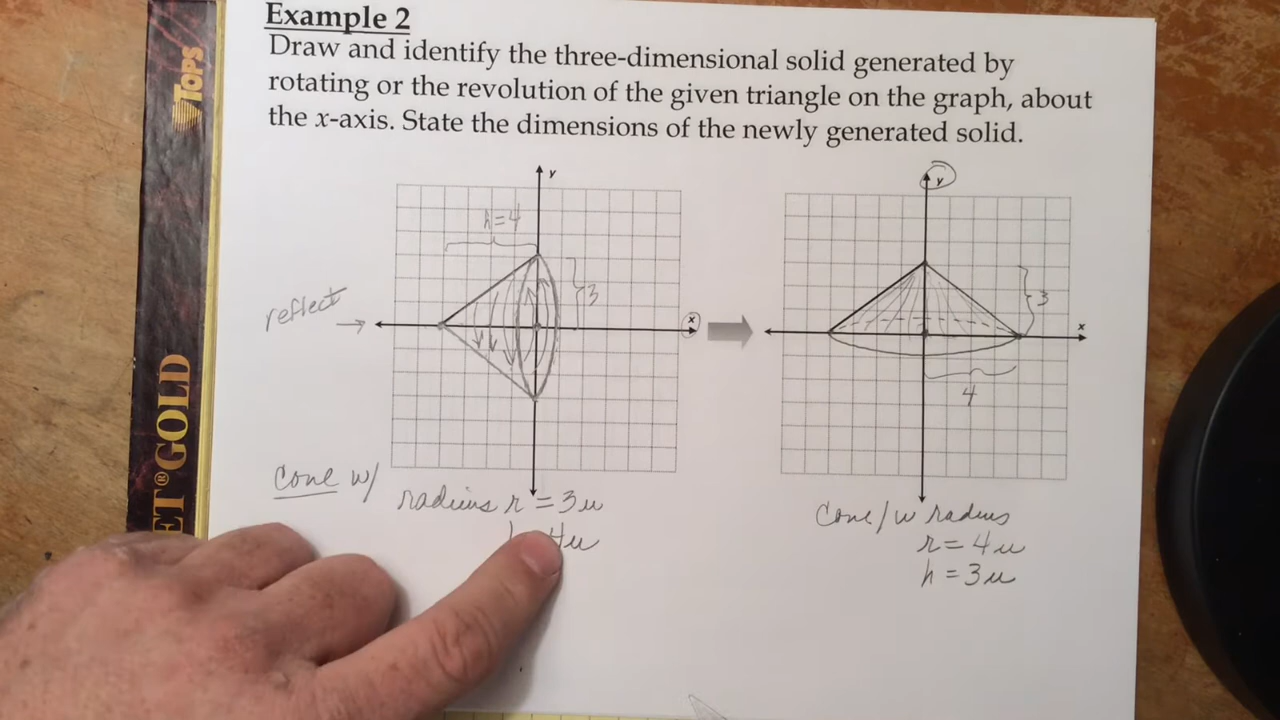 Example 2
Draw and identify the three-dimensional solid generated by
rotating or the revolution of the given triangle on the graph, about
the x-axis. State the dimensions of the newly generated solid.
TOPS
ET®GOLD
y
h=4
3
x
reflect
cone w/
radius r = 3u
4u
y
3
x
4
Cone/w radius
r = 4u
h = 3u